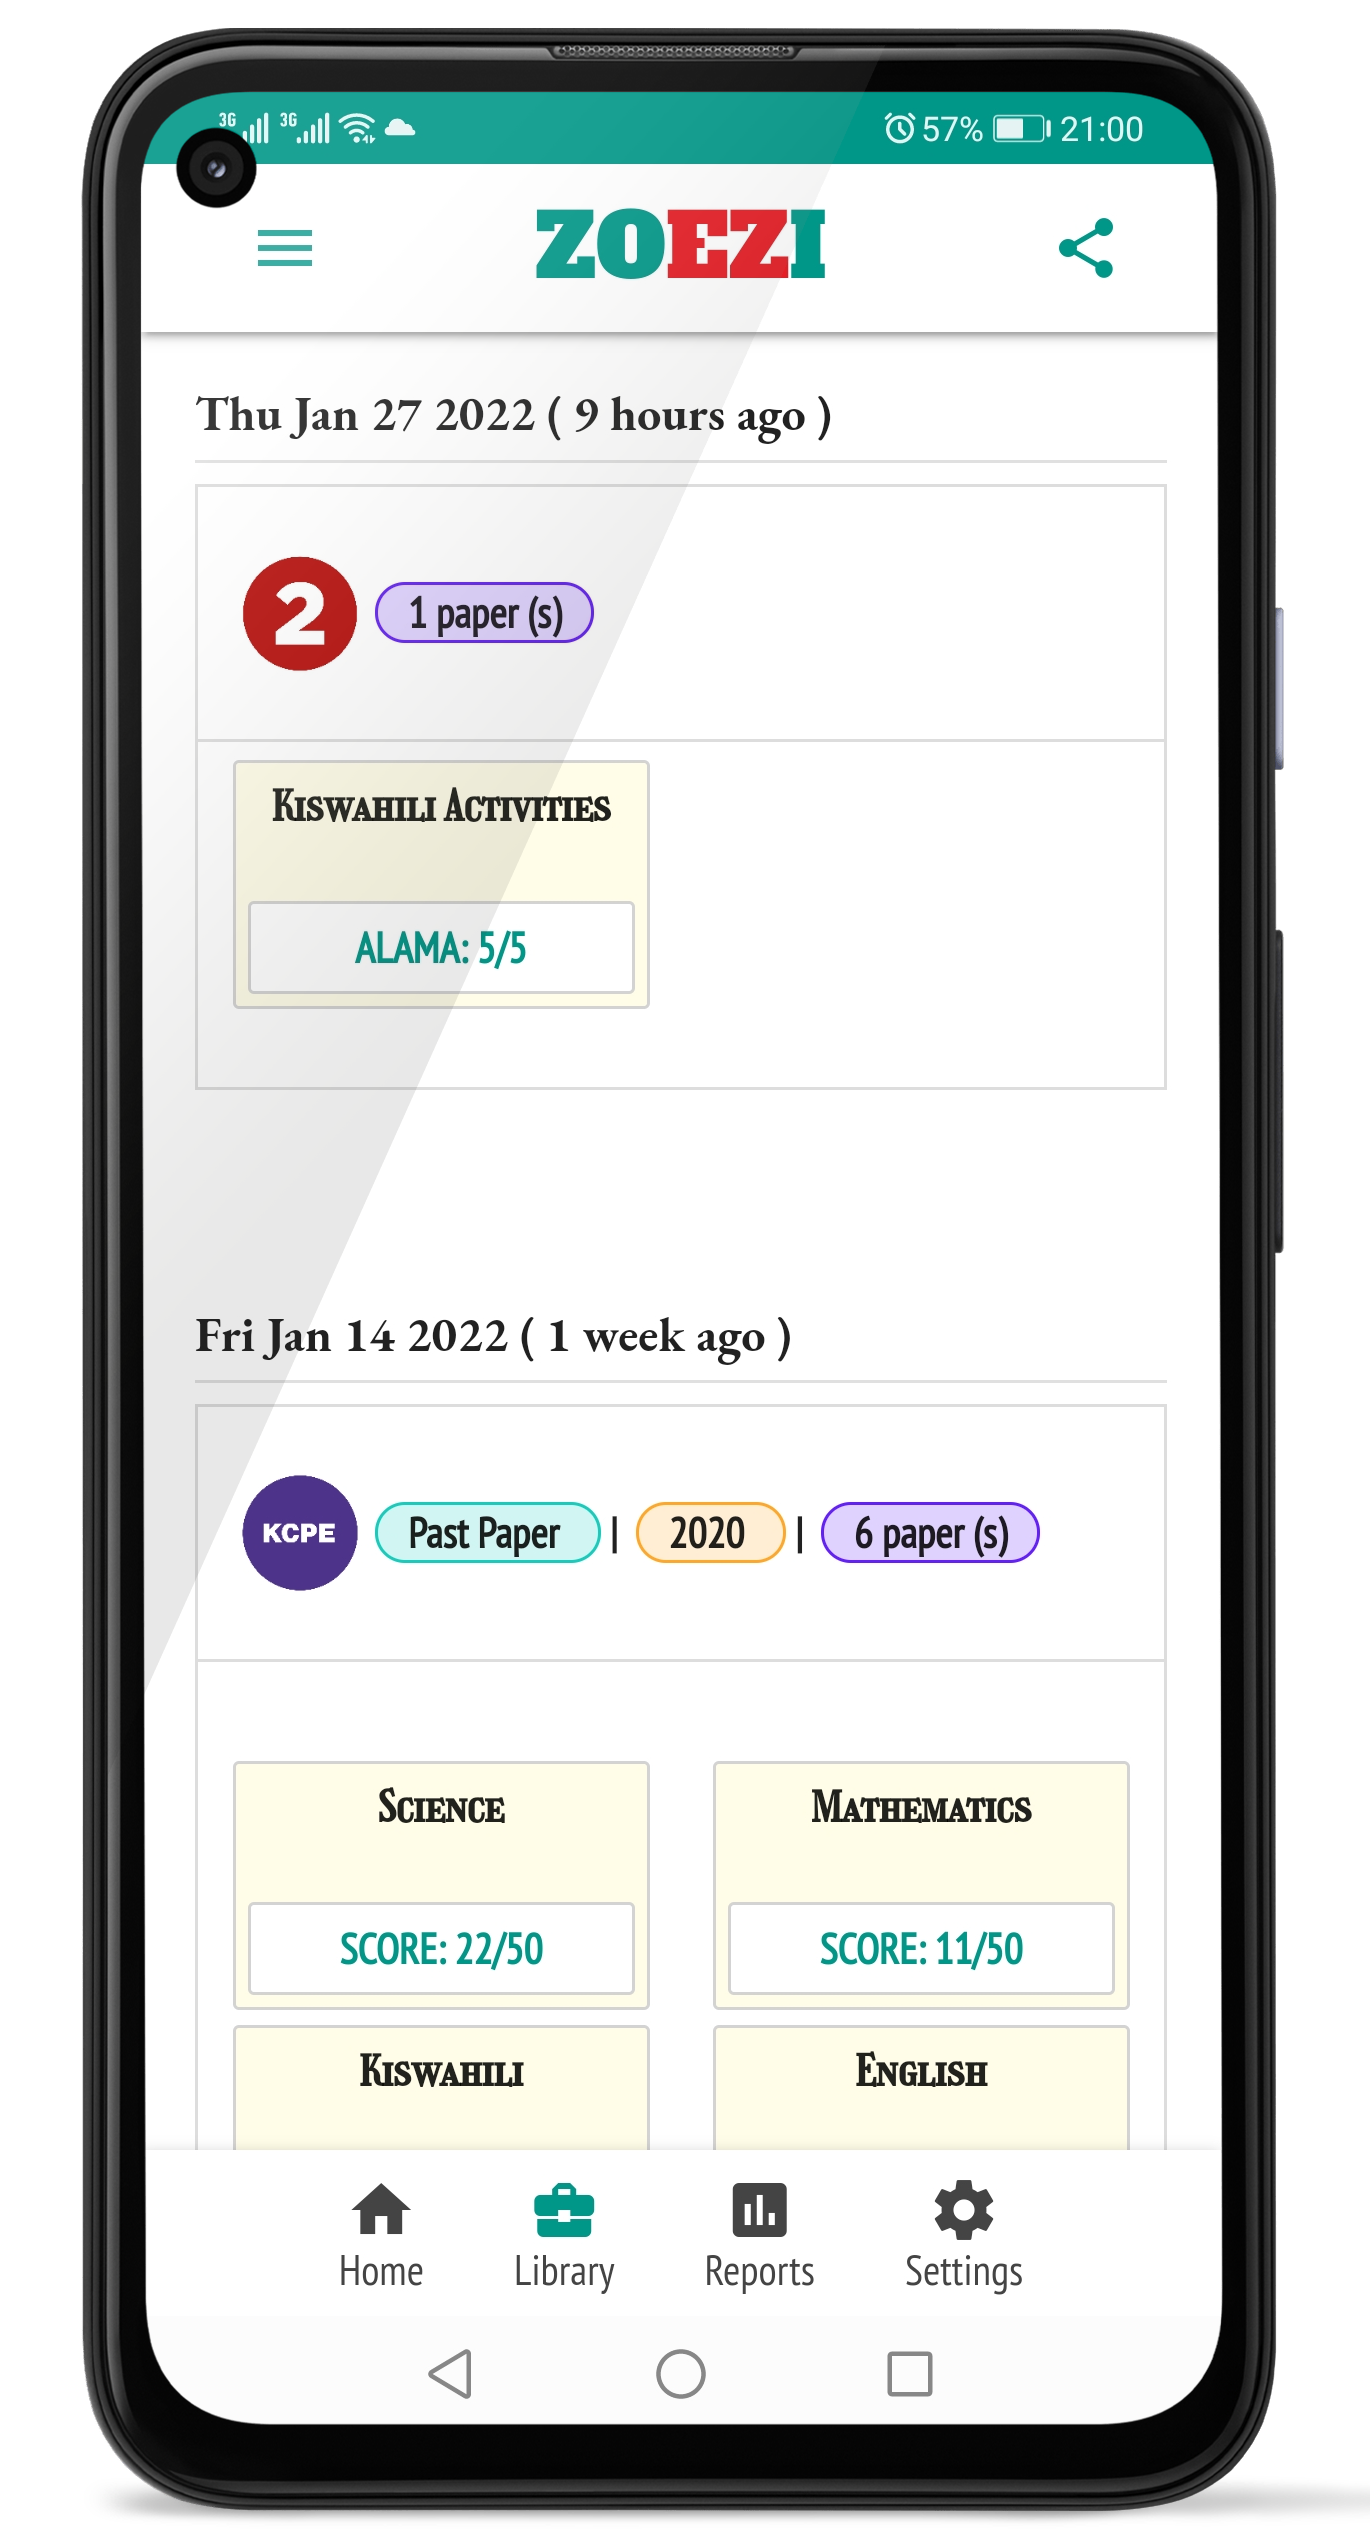 3G 3G 57% 21:00
ZOEZI
Thu Jan 27 2022 ( 9 hours ago )
2 1 paper (s)
Kiswahili Activities
ALAMA: 5/5
Fri Jan 14 2022 ( 1 week ago )
KCPE Past Paper | 2020 | 6 paper (s)
Science Mathematics
SCORE: 22/50 SCORE: 11/50
Kiswahili English
Home Library Reports Settings